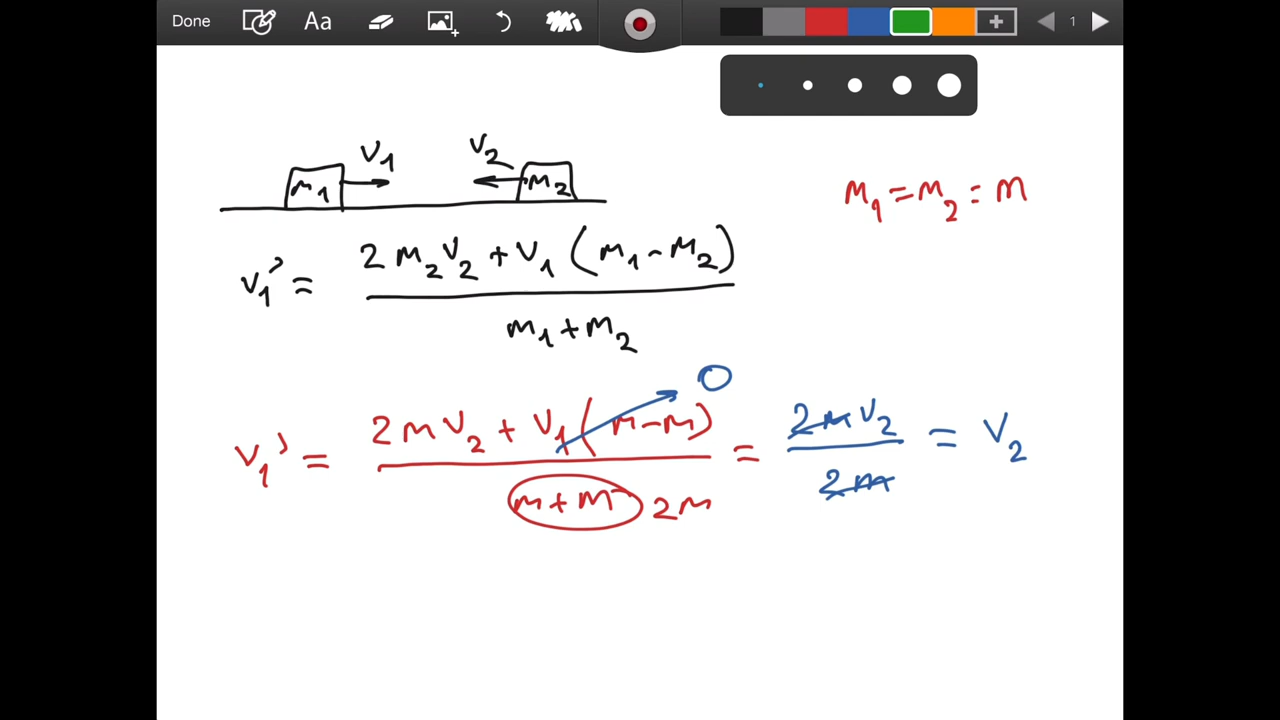 Done Aa 1
V1 V2
m1 m2
m1 = m2 = m
V1' = 2 m2 V2 + V1 (m1 - m2)
m1 + m2
0
V1' = 2 m V2 + V1 (m - m) = 2m V2 = V2
m + m 2m 2m